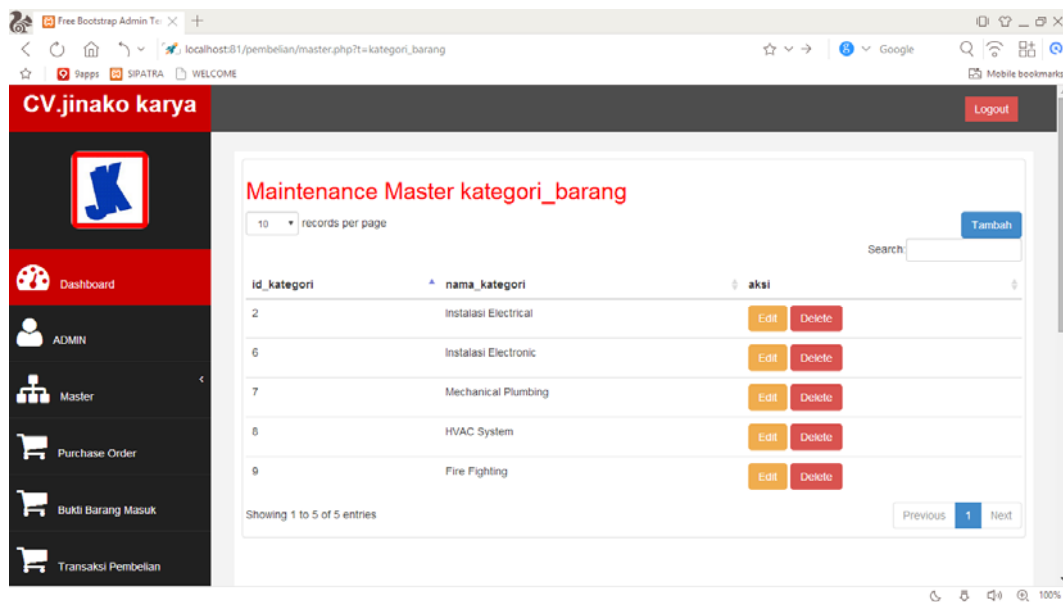 Free Bootstrap Admin Te
localhost:81/pembelian/master.php?t=kategori_barang
Google
9apps SIPATRA WELCOME
Mobile bookmarks
CV.jinako karya
Logout
JK
Maintenance Master kategori_barang
10 records per page
Tambah
Search:
Dashboard
id_kategori nama_kategori aksi
2 Instalasi Electrical Edit Delete
ADMIN
6 Instalasi Electronic Edit Delete
Master
7 Mechanical Plumbing Edit Delete
8 HVAC System Edit Delete
Purchase Order
9 Fire Fighting Edit Delete
Bukti Barang Masuk
Showing 1 to 5 of 5 entries
Previous 1 Next
Transaksi Pembelian
100%